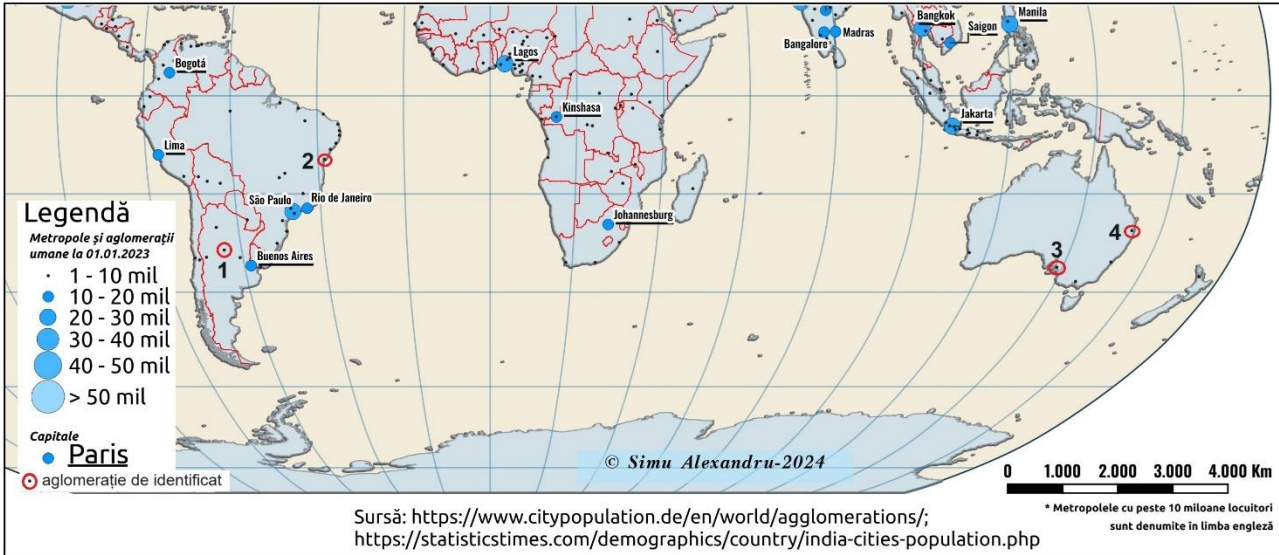 Bangkok
Manila
Saigon
Madras
Bangalore
Lagos
Bogotá
Kinshasa
Jakarta
Lima
2
São Paulo
Rio de Janeiro
Johannesburg
4
3
1
Buenos Aires
Legendă
Metropole și aglomerații
umane la 01.01.2023
1 - 10 mil
10 - 20 mil
20 - 30 mil
30 - 40 mil
40 - 50 mil
> 50 mil
Capitale
Paris
aglomerație de identificat
© Simu Alexandru-2024
0 1.000 2.000 3.000 4.000 Km
* Metropolele cu peste 10 milioane locuitori
sunt denumite în limba engleză
Sursă: https://www.citypopulation.de/en/world/agglomerations/;
https://statisticstimes.com/demographics/country/india-cities-population.php